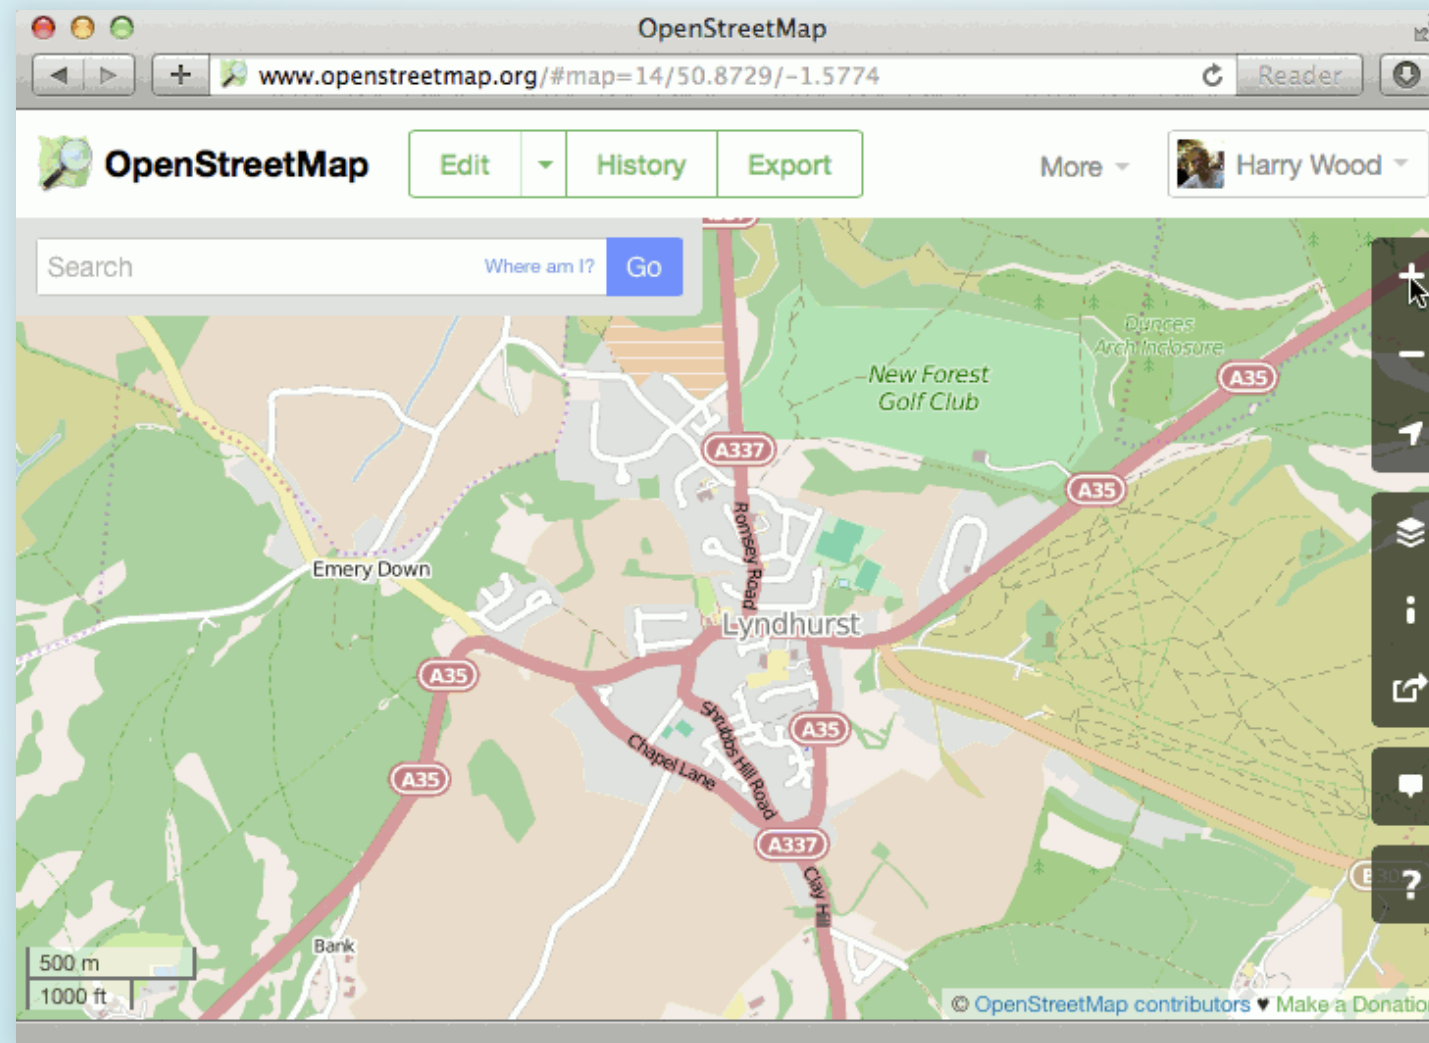 OpenStreetMap
www.openstreetmap.org/#map=14/50.8729/-1.5774
Reader
OpenStreetMap
Edit
History
Export
More
Harry Wood
Search
Where am I?
Go
Dunces
Arch Inclosure
New Forest
Golf Club
A35
A337
A35
Romsey Road
Emery Down
Lyndhurst
A35
Shrubbs Hill Road
A35
Chapel Lane
A35
A337
Clay Hill
Bank
500 m
1000 ft
© OpenStreetMap contributors ♥ Make a Donatio